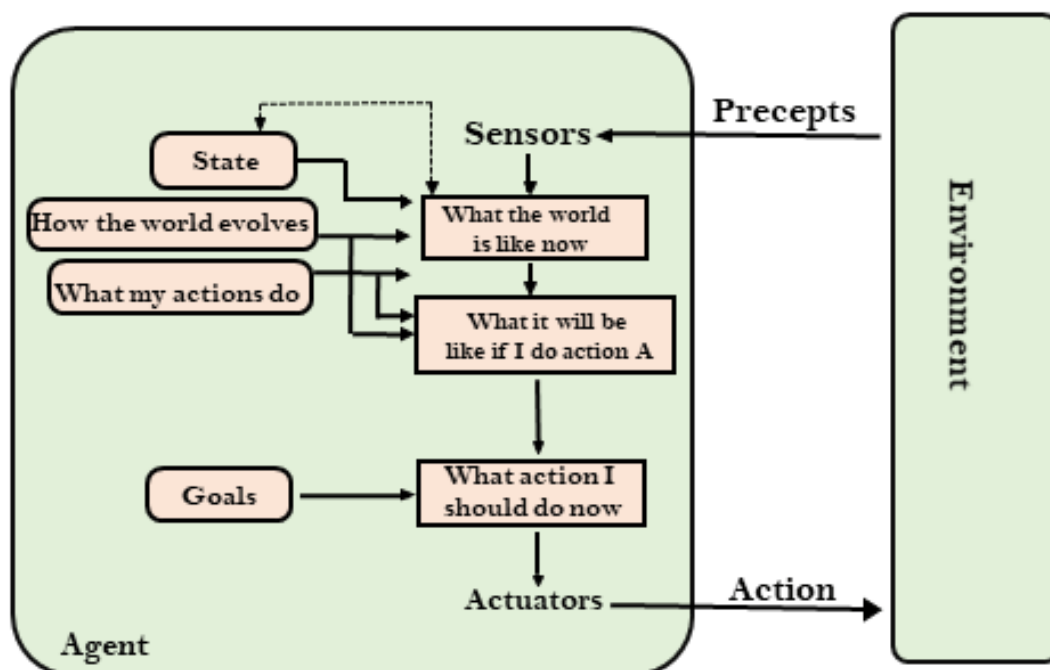 Precepts
Sensors
State
What the world
is like now
How the world evolves
What my actions do
What it will be
like if I do action A
Environment
Goals
What action I
should do now
Actuators
Action
Agent